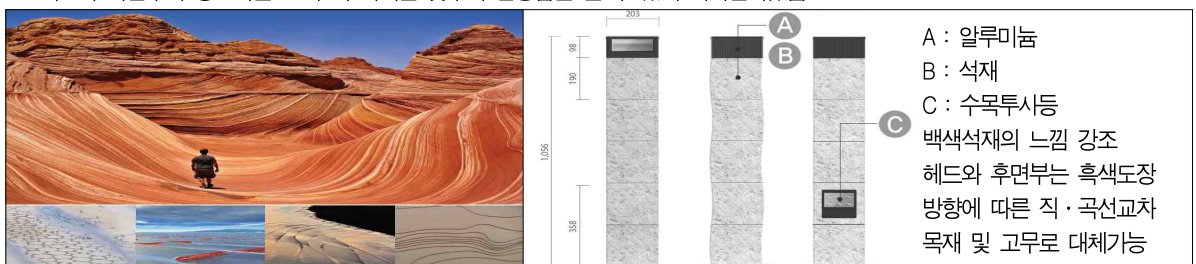 203
98
190
1,056
358
A
B
C
A : 알루미늄
B : 석재
C : 수목투사등
백색석재의 느낌 강조
헤드와 후면부는 흑색도장
방향에 따른 직·곡선교차
목재 및 고무로 대체가능